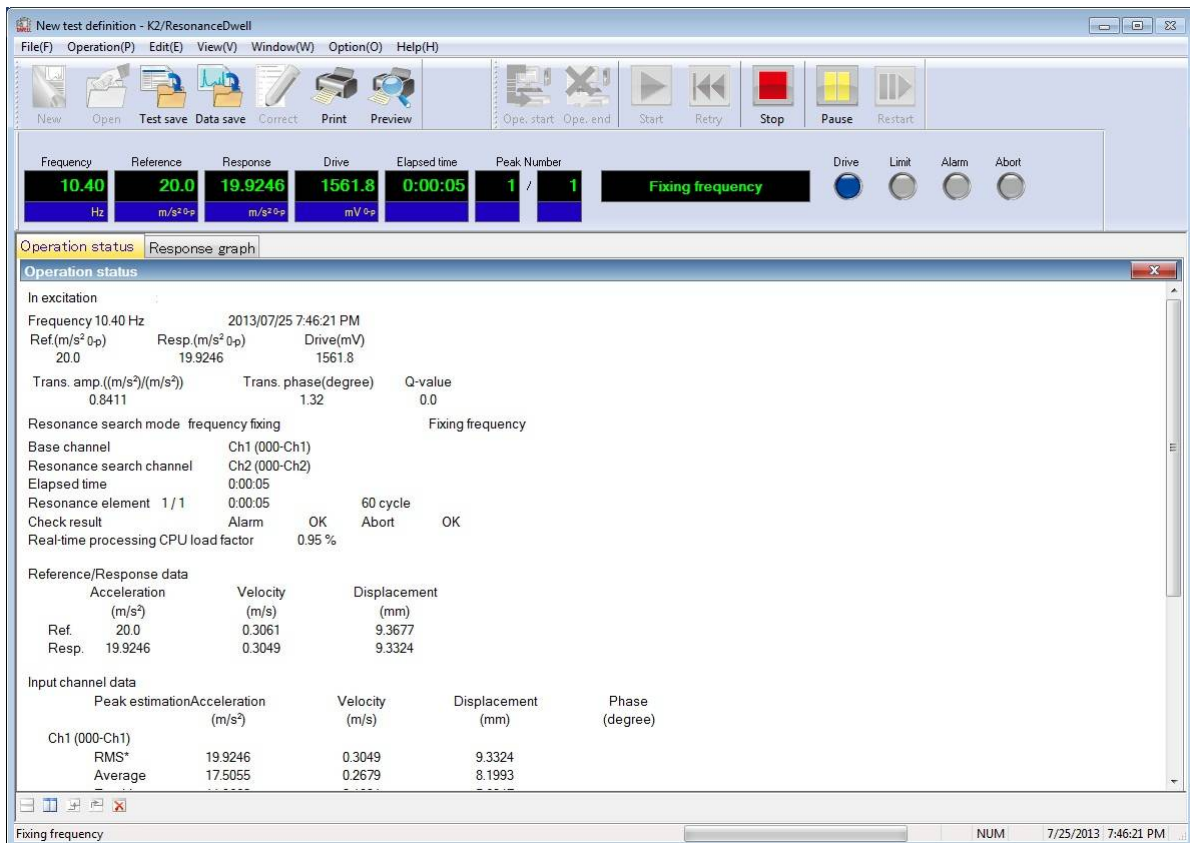 New test definition - K2/ResonanceDwell
File(F) Operation(P) Edit(E) View(V) Window(W) Option(O) Help(H)
New Open Test save Data save Correct Print Preview Ope. start Ope. end Start Retry Stop Pause Restart
Frequency Reference Response Drive Elapsed time Peak Number Drive Limit Alarm Abort
10.40 20.0 19.9246 1561.8 0:00:05 1 / 1 Fixing frequency
Hz m/s² 0-p m/s² 0-p mV 0-p
Operation status Response graph
Operation status
In excitation
Frequency 10.40 Hz 2013/07/25 7:46:21 PM
Ref.(m/s² 0-p) Resp.(m/s² 0-p) Drive(mV)
20.0 19.9246 1561.8
Trans. amp.((m/s²)/(m/s²)) Trans. phase(degree) Q-value
0.8411 1.32 0.0
Resonance search mode frequency fixing Fixing frequency
Base channel Ch1 (000-Ch1)
Resonance search channel Ch2 (000-Ch2)
Elapsed time 0:00:05
Resonance element 1 / 1 0:00:05 60 cycle
Check result Alarm OK Abort OK
Real-time processing CPU load factor 0.95 %
Reference/Response data
Acceleration Velocity Displacement
(m/s²) (m/s) (mm)
Ref. 20.0 0.3061 9.3677
Resp. 19.9246 0.3049 9.3324
Input channel data
Peak estimationAcceleration Velocity Displacement Phase
(m/s²) (m/s) (mm) (degree)
Ch1 (000-Ch1)
RMS* 19.9246 0.3049 9.3324
Average 17.5055 0.2679 8.1993
Fixing frequency NUM 7/25/2013 7:46:21 PM